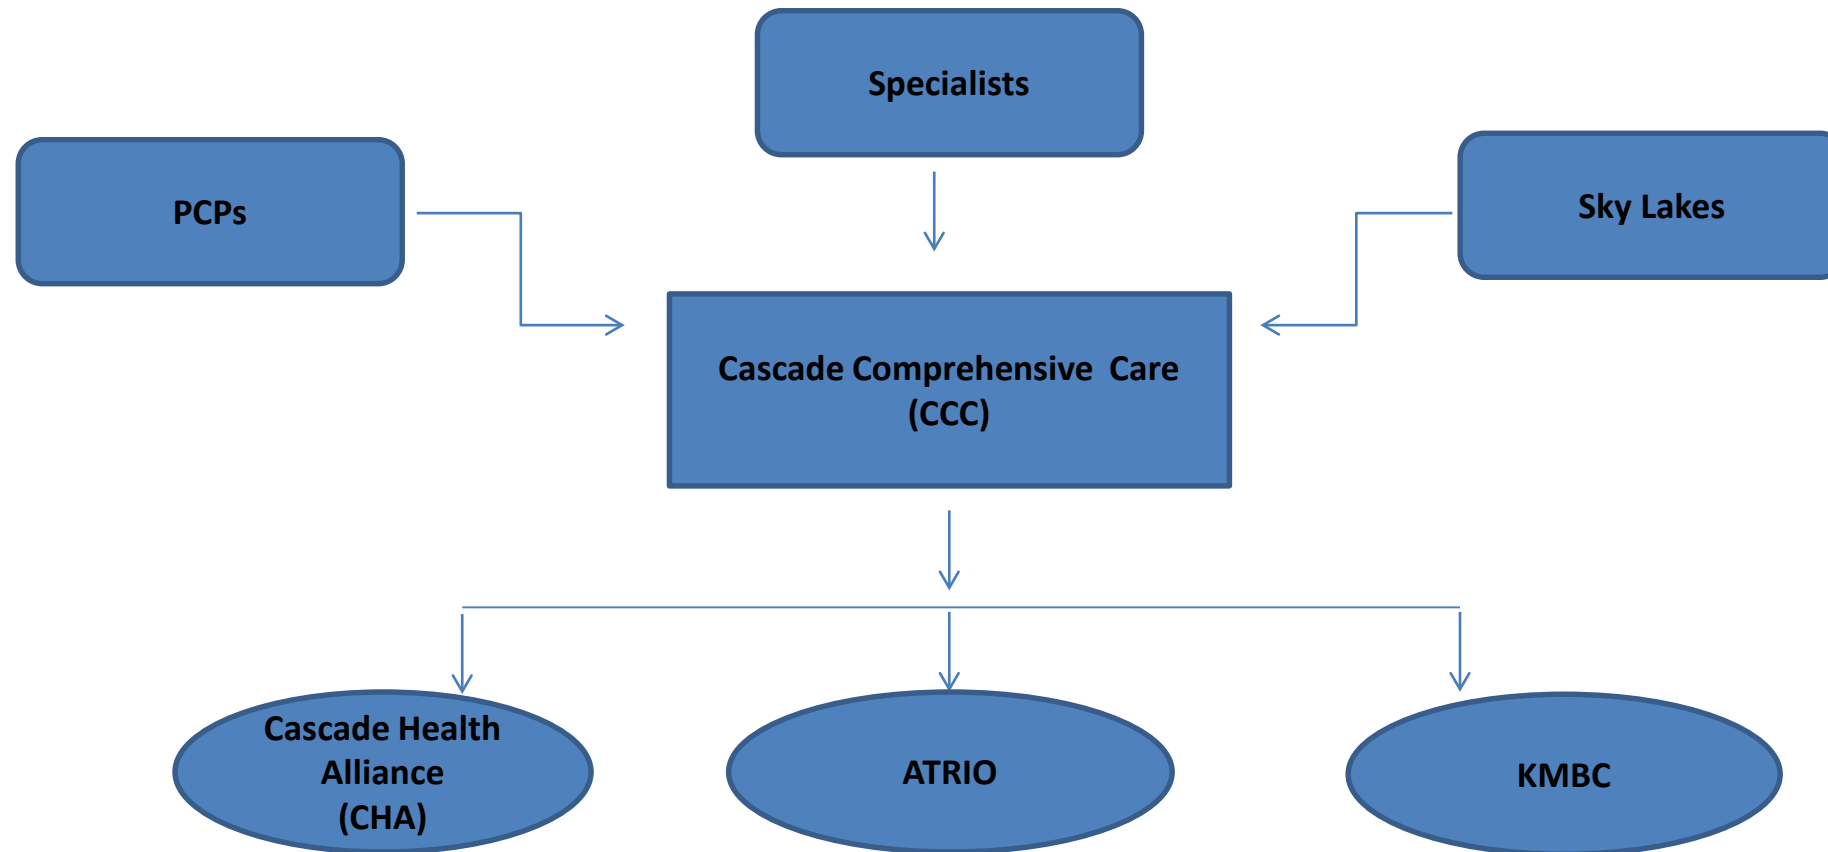 Specialists
PCPs
Sky Lakes
Cascade Comprehensive Care
(CCC)
Cascade Health
Alliance
(CHA)
ATRIO
KMBC